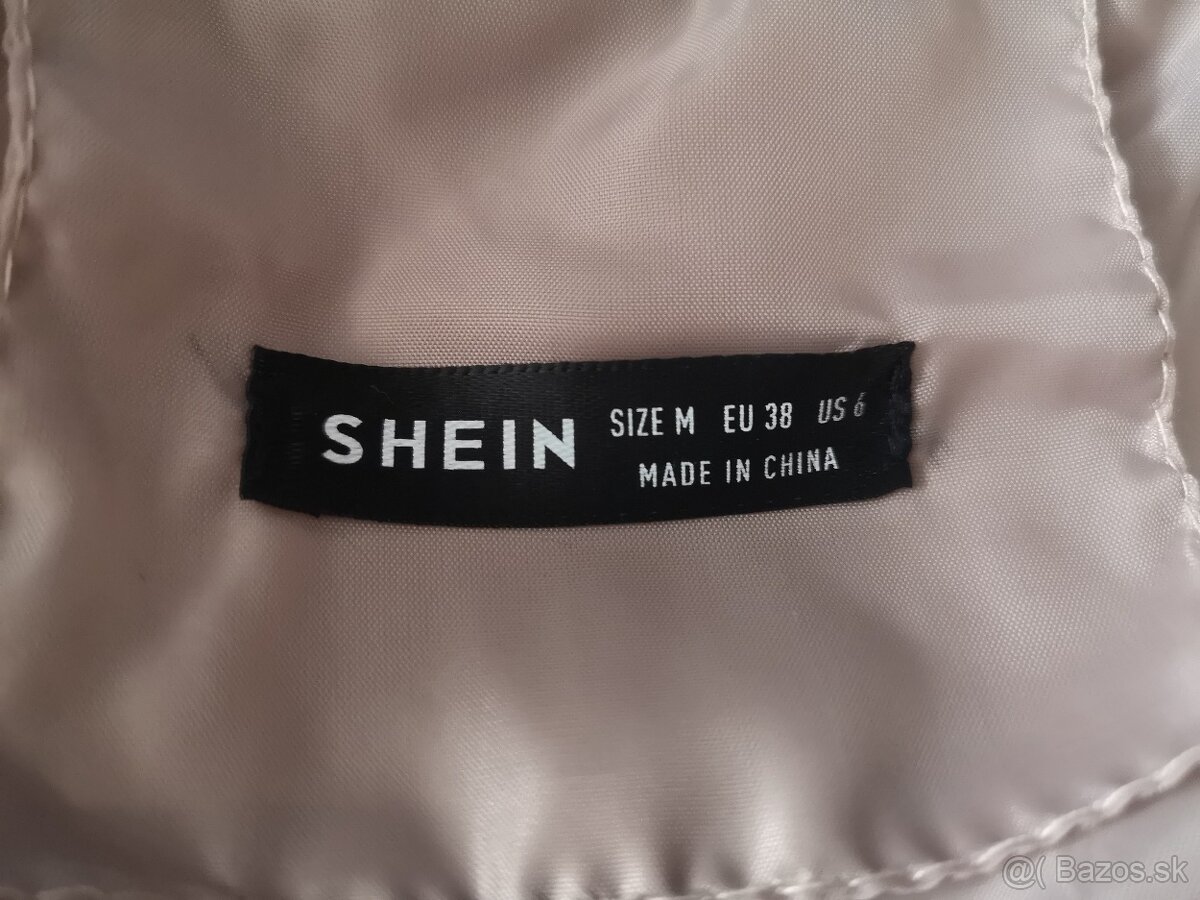 SHEIN
SIZE M EU 38 US 6
MADE IN CHINA
@( Bazos.sk